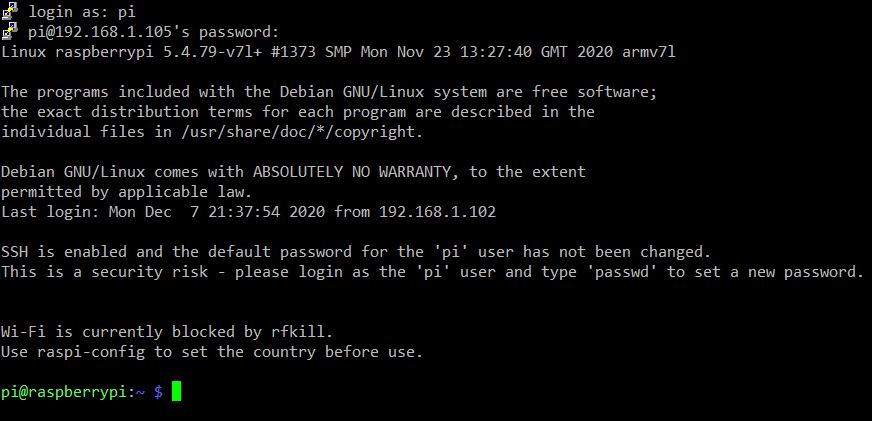 login as: pi
pi@192.168.1.105's password:
Linux raspberrypi 5.4.79-v7l+ #1373 SMP Mon Nov 23 13:27:40 GMT 2020 armv7l
The programs included with the Debian GNU/Linux system are free software;
the exact distribution terms for each program are described in the
individual files in /usr/share/doc/*/copyright.
Debian GNU/Linux comes with ABSOLUTELY NO WARRANTY, to the extent
permitted by applicable law.
Last login: Mon Dec  7 21:37:54 2020 from 192.168.1.102
SSH is enabled and the default password for the 'pi' user has not been changed.
This is a security risk - please login as the 'pi' user and type 'passwd' to set a new password.
Wi-Fi is currently blocked by rfkill.
Use raspi-config to set the country before use.
pi@raspberrypi:~ $